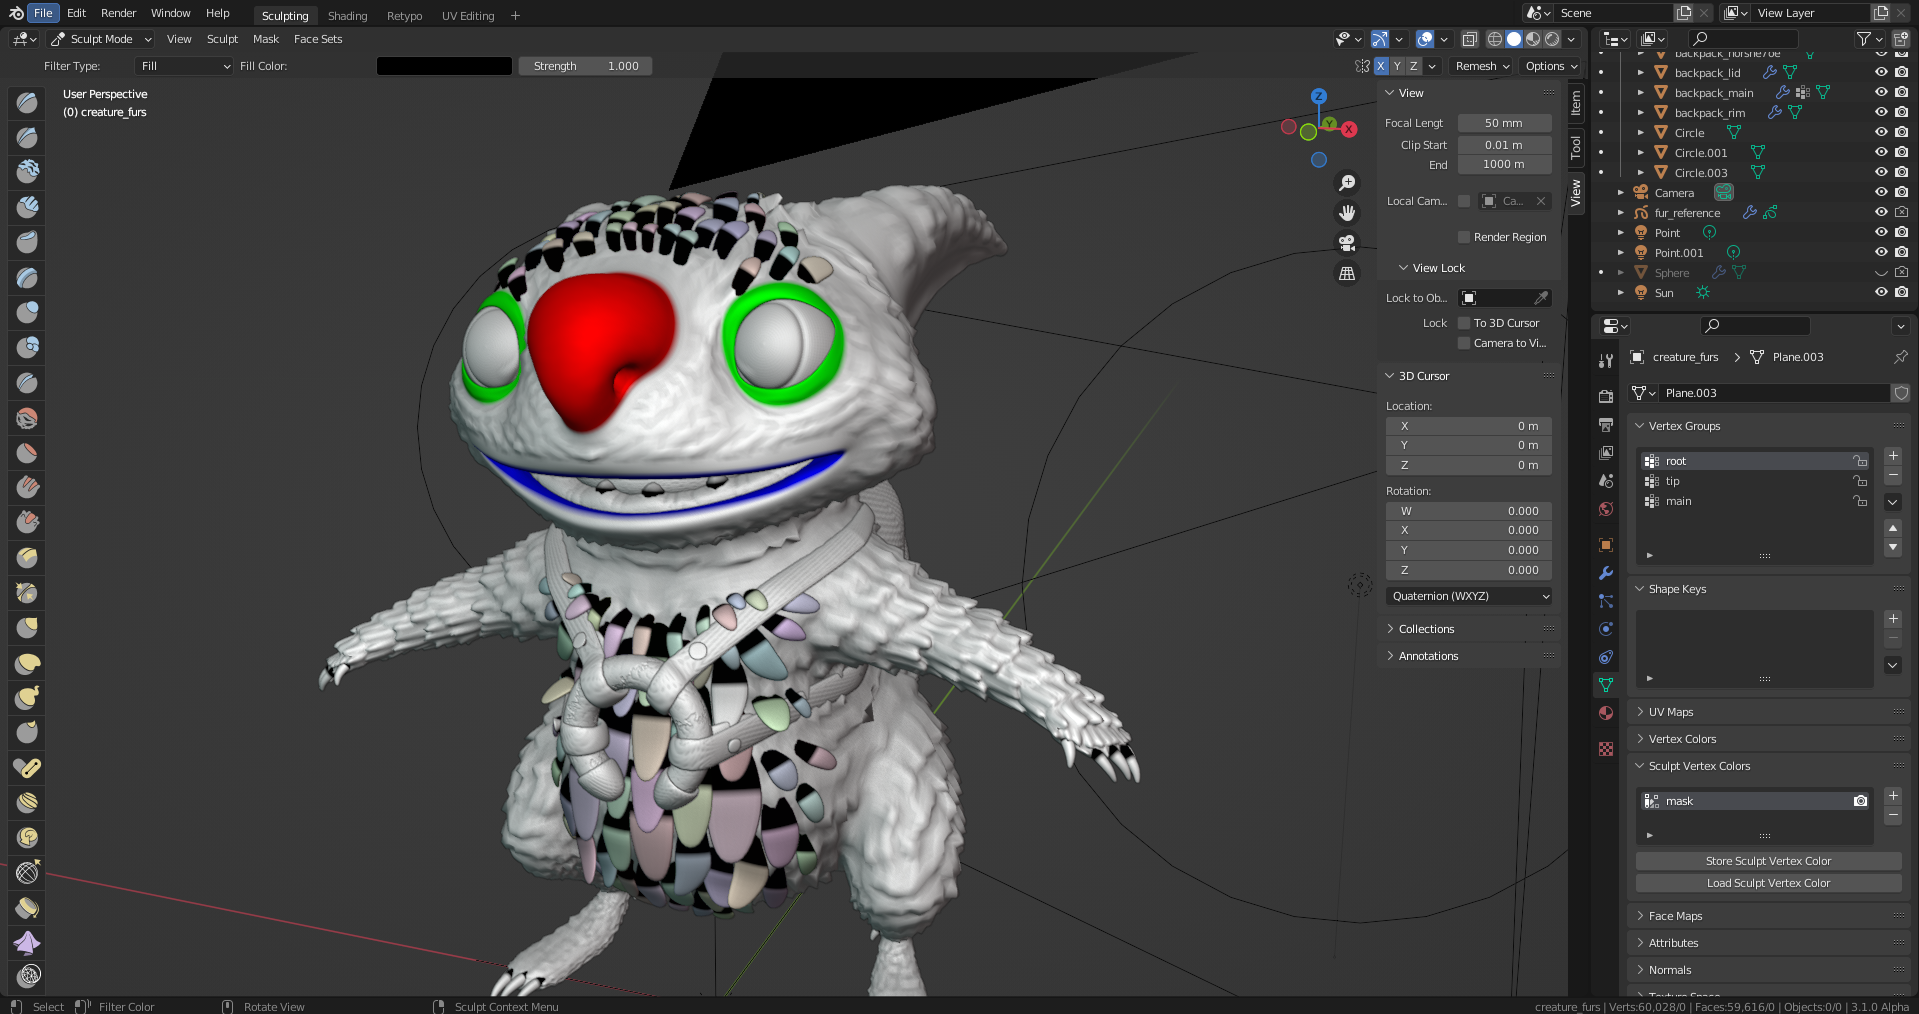 File Edit Render Window Help Sculpting Shading Retypo UV Editing + Scene View Layer
Sculpt Mode View Sculpt Mask Face Sets
Filter Type: Fill Fill Color: Strength 1.000 X Y Z Remesh Options
User Perspective
(0) creature_furs
Z
Y
X
Item
Tool
View
View
Focal Lengt 50 mm
Clip Start 0.01 m
End 1000 m
Local Cam... Ca...
Render Region
View Lock
Lock to Ob...
Lock To 3D Cursor
Camera to Vi...
3D Cursor
Location:
X 0 m
Y 0 m
Z 0 m
Rotation:
W 0.000
X 0.000
Y 0.000
Z 0.000
Quaternion (WXYZ)
Collections
Annotations
backpack_lid
backpack_main
backpack_rim
Circle
Circle.001
Circle.003
Camera
fur_reference
Point
Point.001
Sphere
Sun
creature_furs > Plane.003
Plane.003
Vertex Groups
root
tip
main
Shape Keys
UV Maps
Vertex Colors
Sculpt Vertex Colors
mask
Store Sculpt Vertex Color
Load Sculpt Vertex Color
Face Maps
Attributes
Normals
Texture Space
Select Filter Color Rotate View Sculpt Context Menu creature_furs | Verts:60,028/0 | Faces:59,616/0 | Objects:0/0 | 3.1.0 Alpha